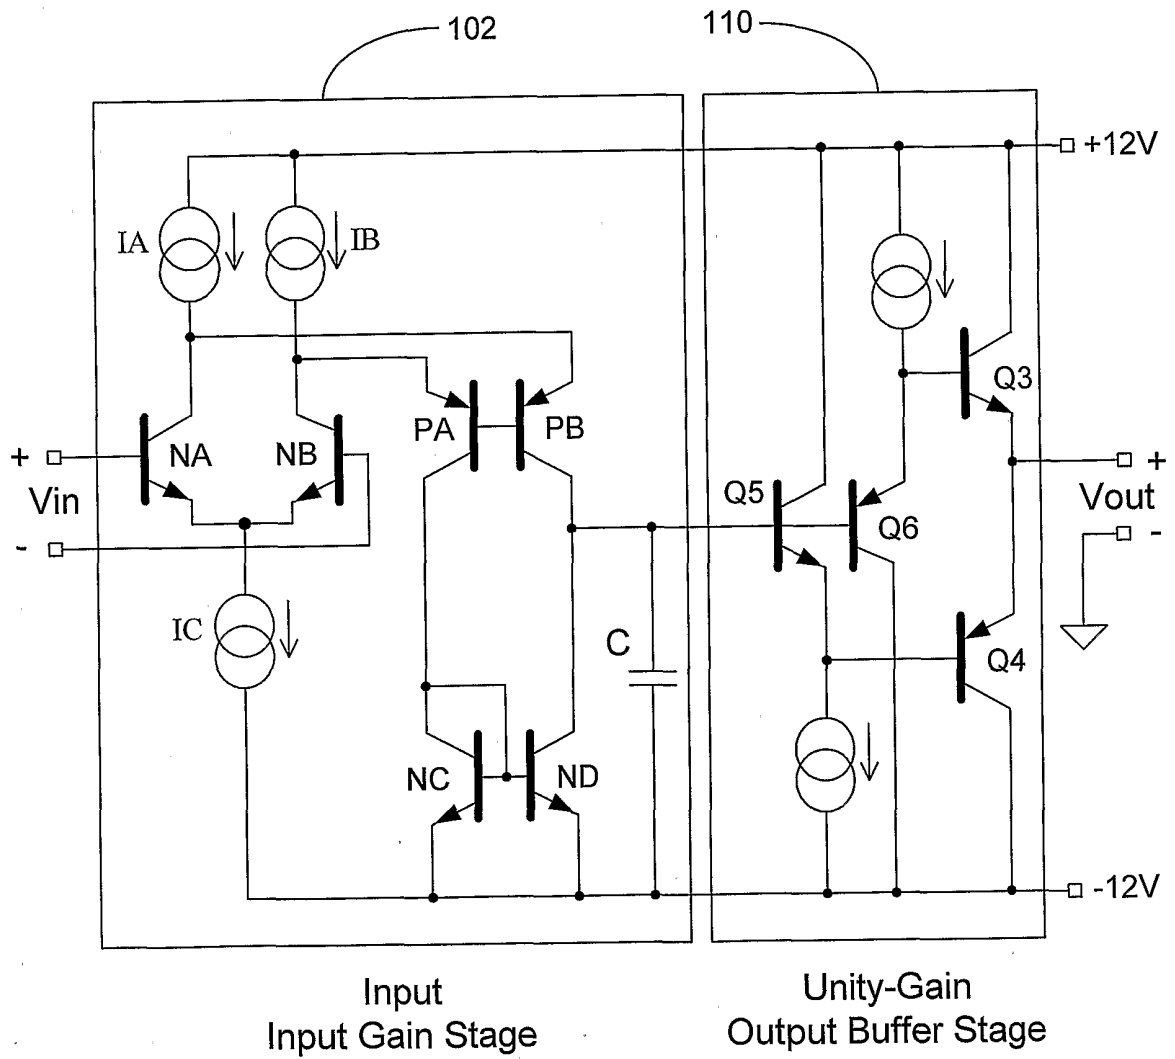 102
110
+12V
IA
IB
Q3
PA
PB
+
NA
NB
+
Vin
Q5
Vout
Q6
-
-
IC
C
Q4
NC
ND
-12V
Input
Input Gain Stage
Unity-Gain
Output Buffer Stage